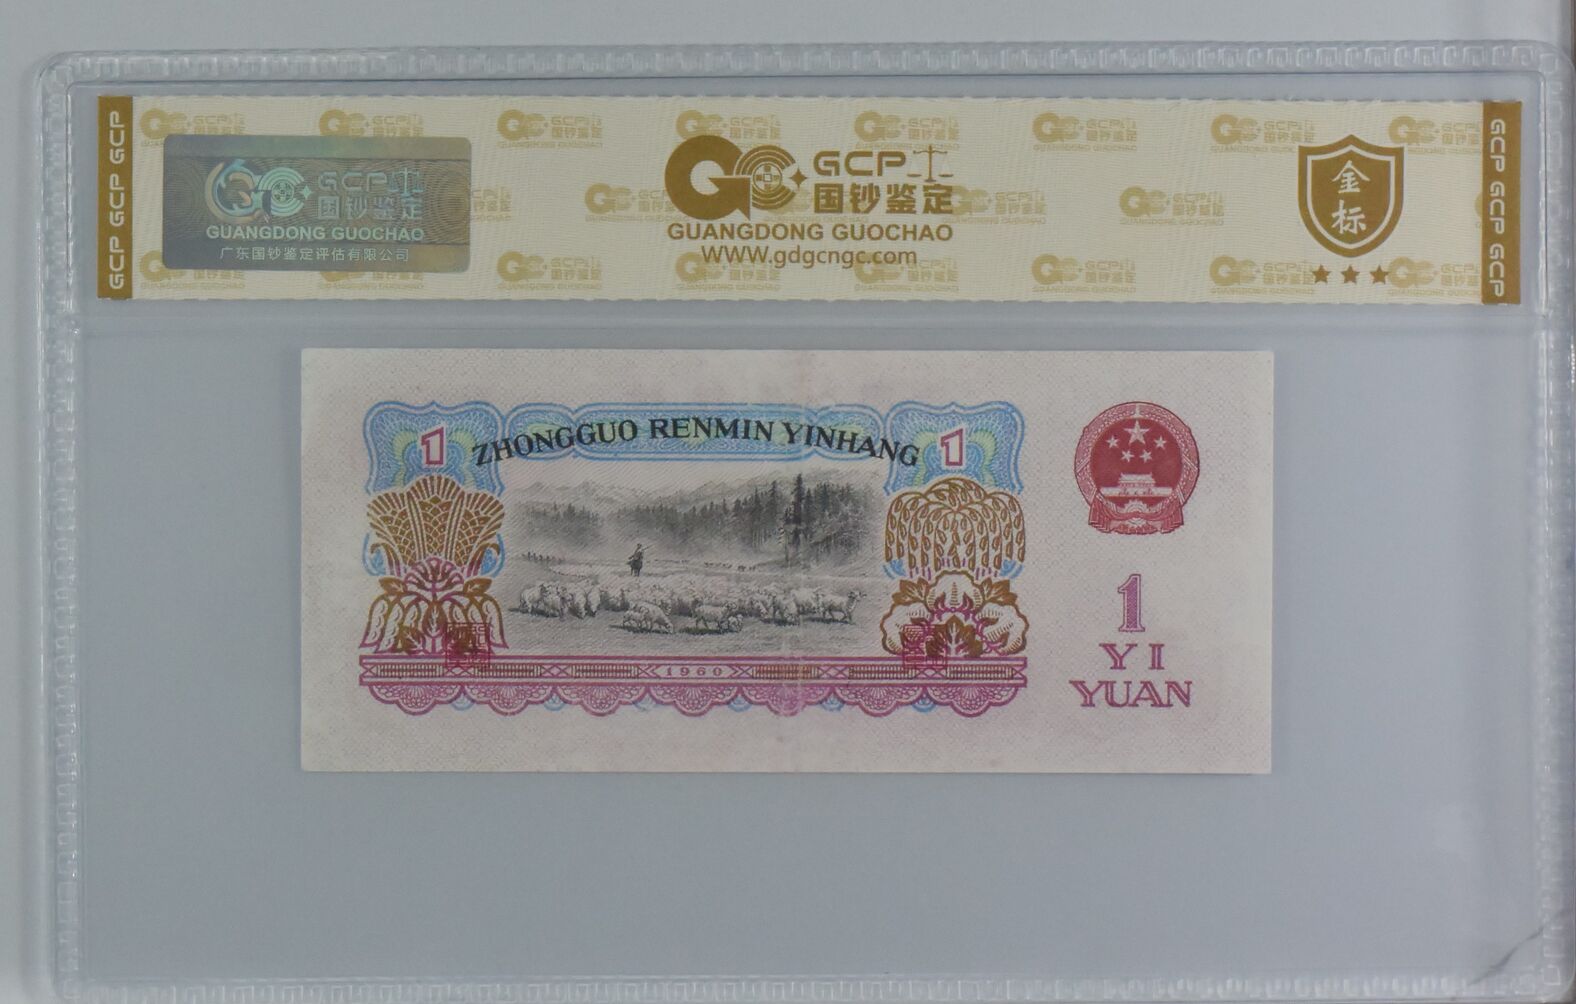 GCP GCP GCP
GCP
国钞鉴定
GUANGDONG GUOCHAO
广东国钞鉴定评估有限公司
GCP
国钞鉴定
GUANGDONG GUOCHAO
WWW.gdgcngc.com
金
标
GCP GCP GCP
ZHONGGUO RENMIN YINHANG
1
1
1960
1
YI
YUAN